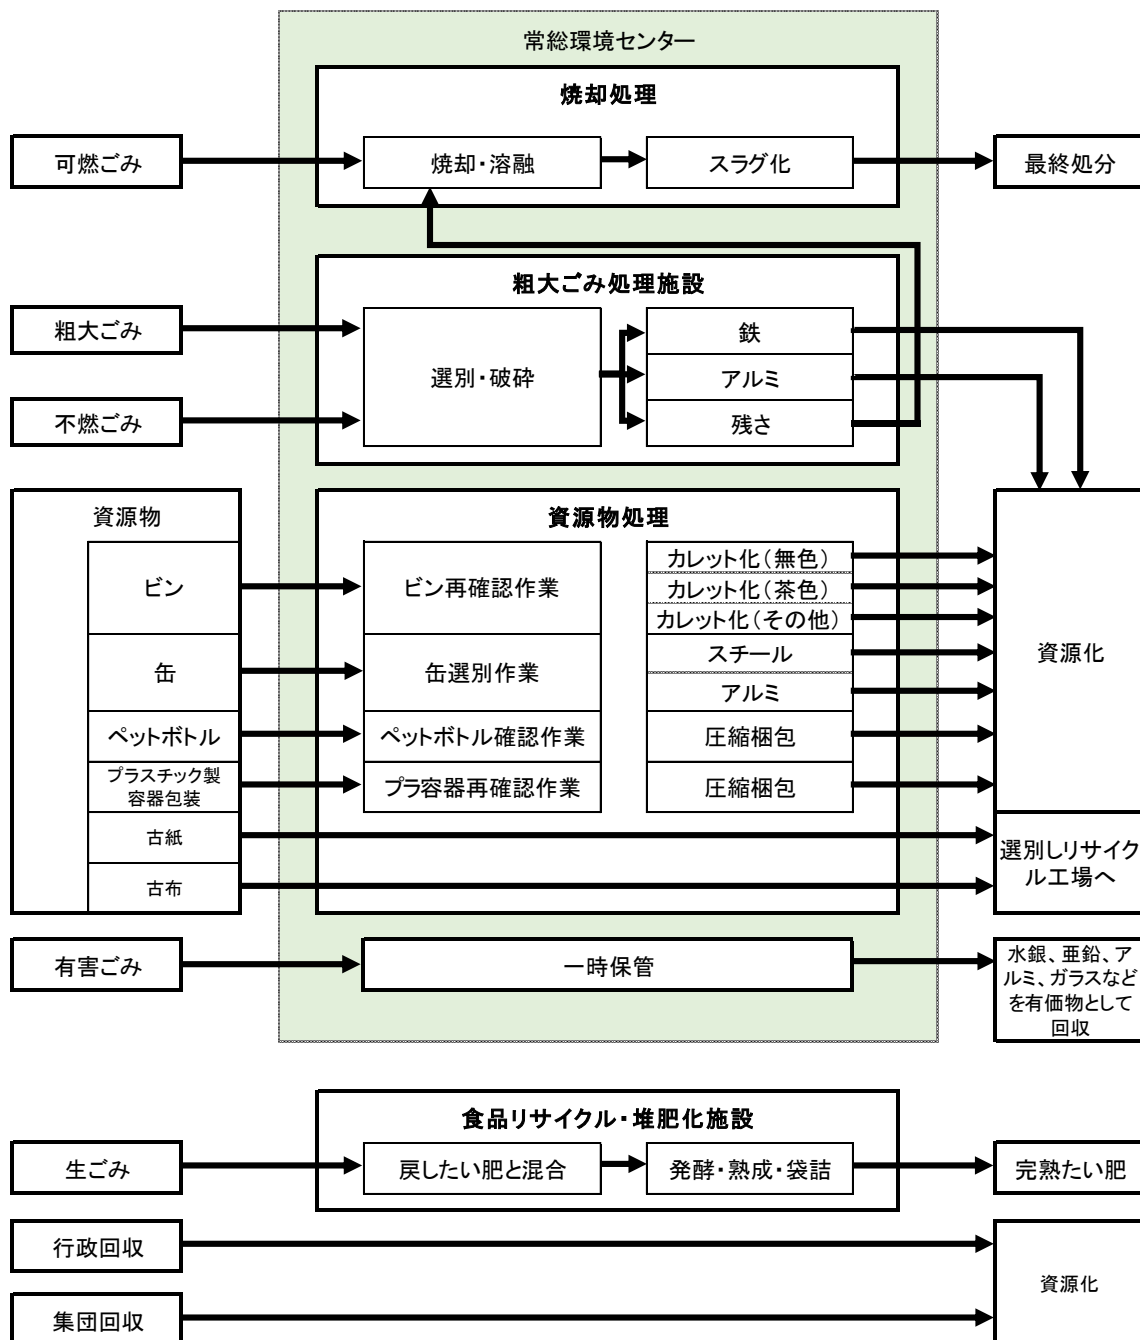 常総環境センター
焼却処理
可燃ごみ
焼却・溶融
スラグ化
最終処分
粗大ごみ処理施設
粗大ごみ
不燃ごみ
選別・破砕
鉄
アルミ
残さ
資源物
資源物処理
ビン
ビン再確認作業
カレット化（無色）
カレット化（茶色）
カレット化（その他）
缶
缶選別作業
スチール
アルミ
資源化
ペットボトル
ペットボトル確認作業
圧縮梱包
プラスチック製
容器包装
プラ容器再確認作業
圧縮梱包
古紙
古布
選別しリサイク
ル工場へ
有害ごみ
一時保管
水銀、亜鉛、ア
ルミ、ガラスなど
を有価物として
回収
食品リサイクル・堆肥化施設
生ごみ
戻したい肥と混合
発酵・熟成・袋詰
完熟たい肥
行政回収
集団回収
資源化